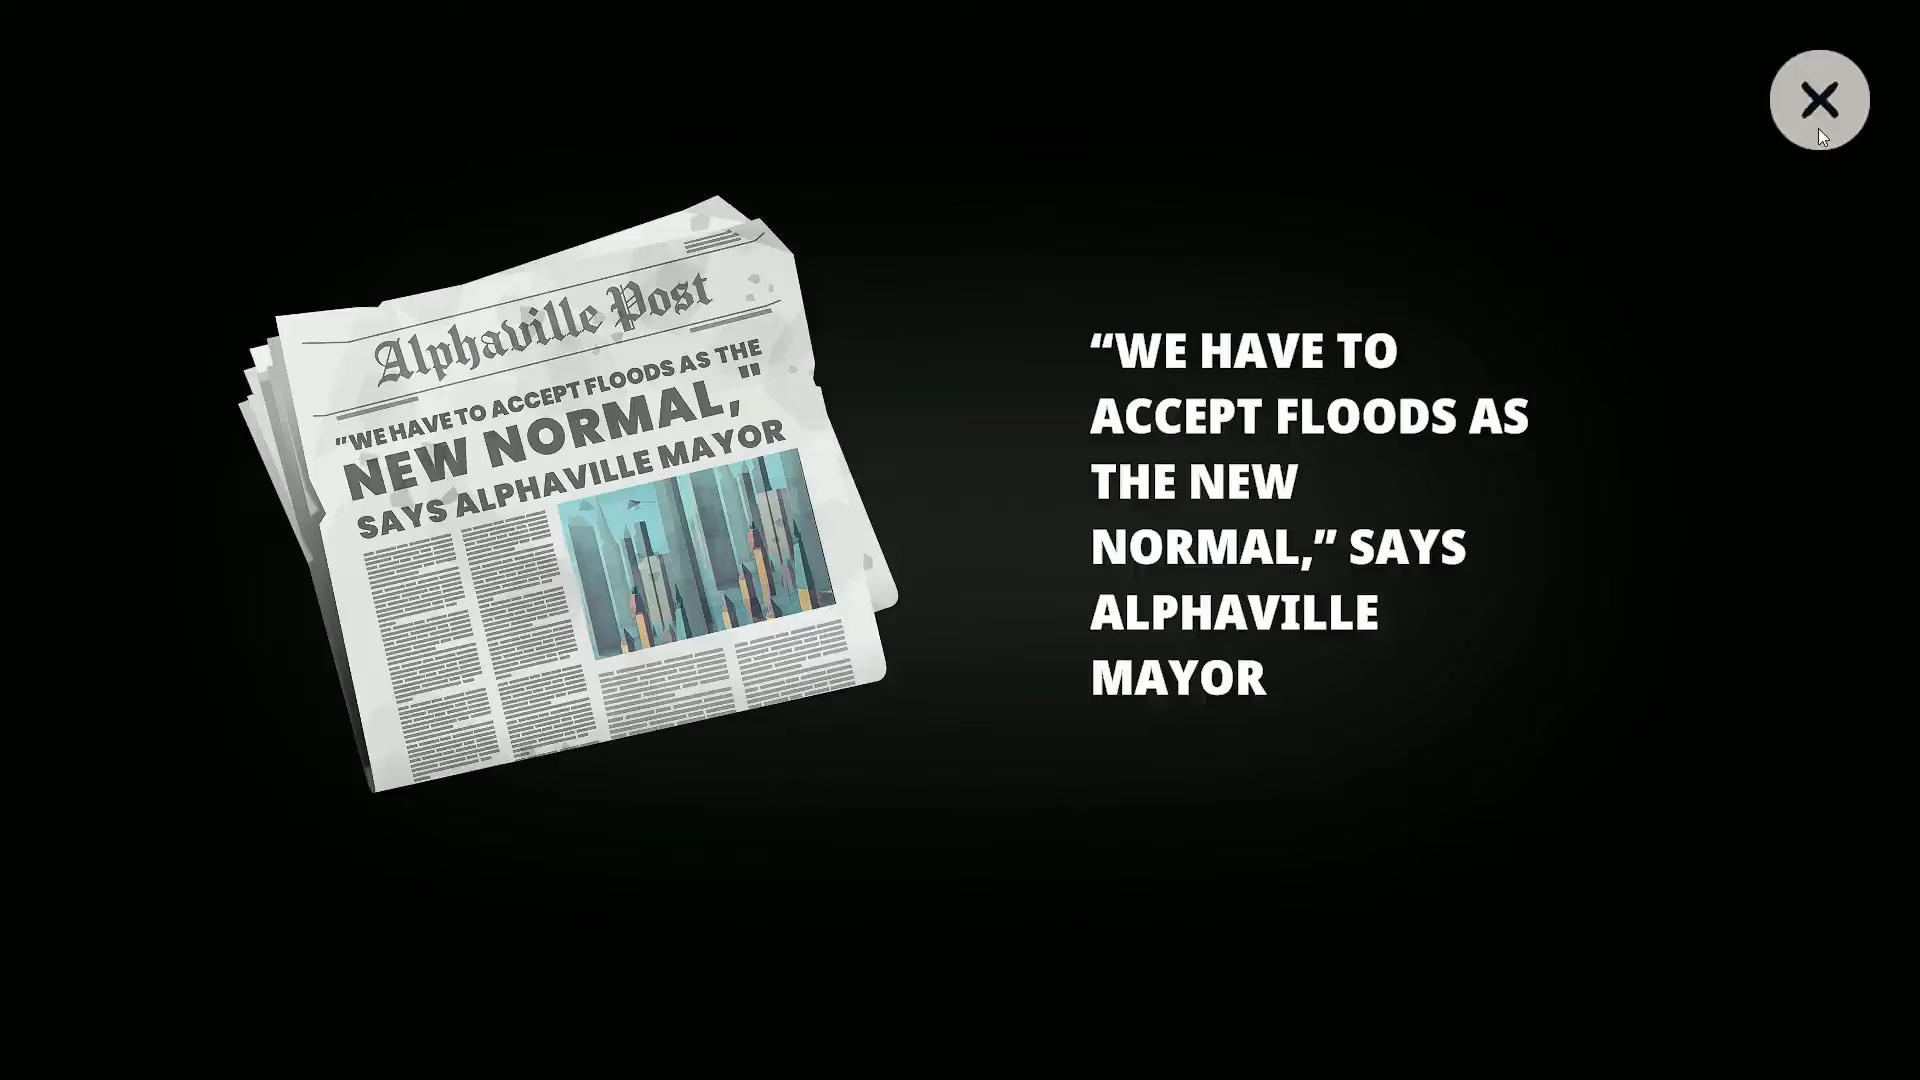 Alphaville Post
"WE HAVE TO ACCEPT FLOODS AS THE
NEW NORMAL,"
SAYS ALPHAVILLE MAYOR
“WE HAVE TO
ACCEPT FLOODS AS
THE NEW
NORMAL,” SAYS
ALPHAVILLE
MAYOR